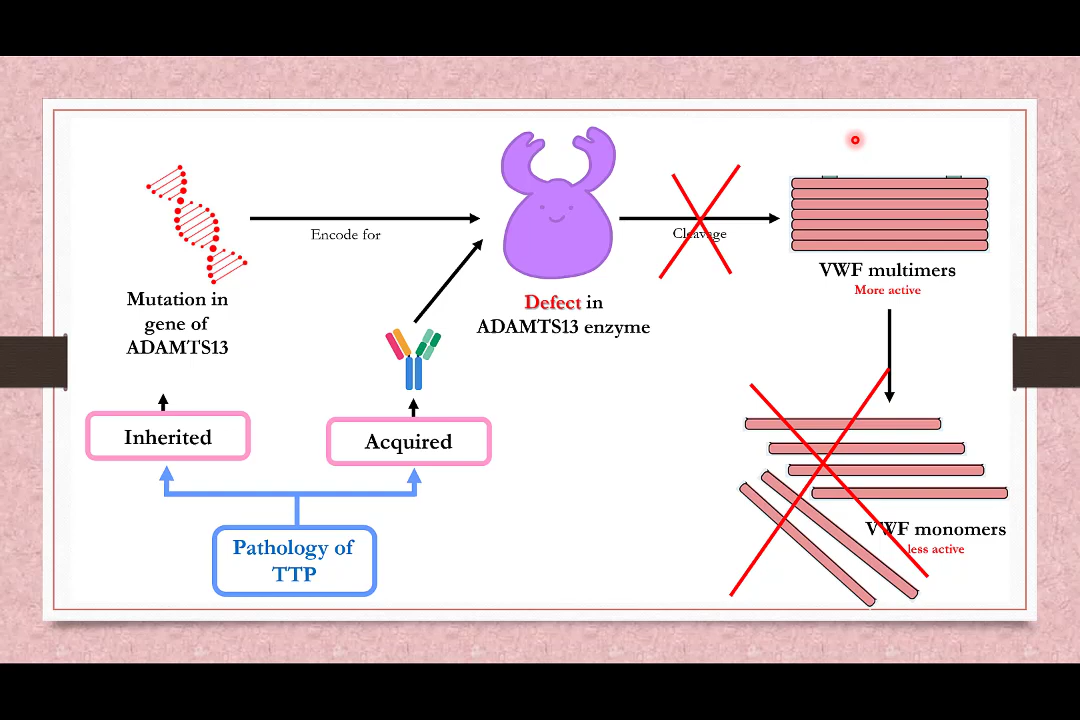 Encode for
Cleavage
Mutation in
gene of
ADAMTS13
Defect in
ADAMTS13 enzyme
VWF multimers
More active
Inherited
Acquired
VWF monomers
less active
Pathology of
TTP